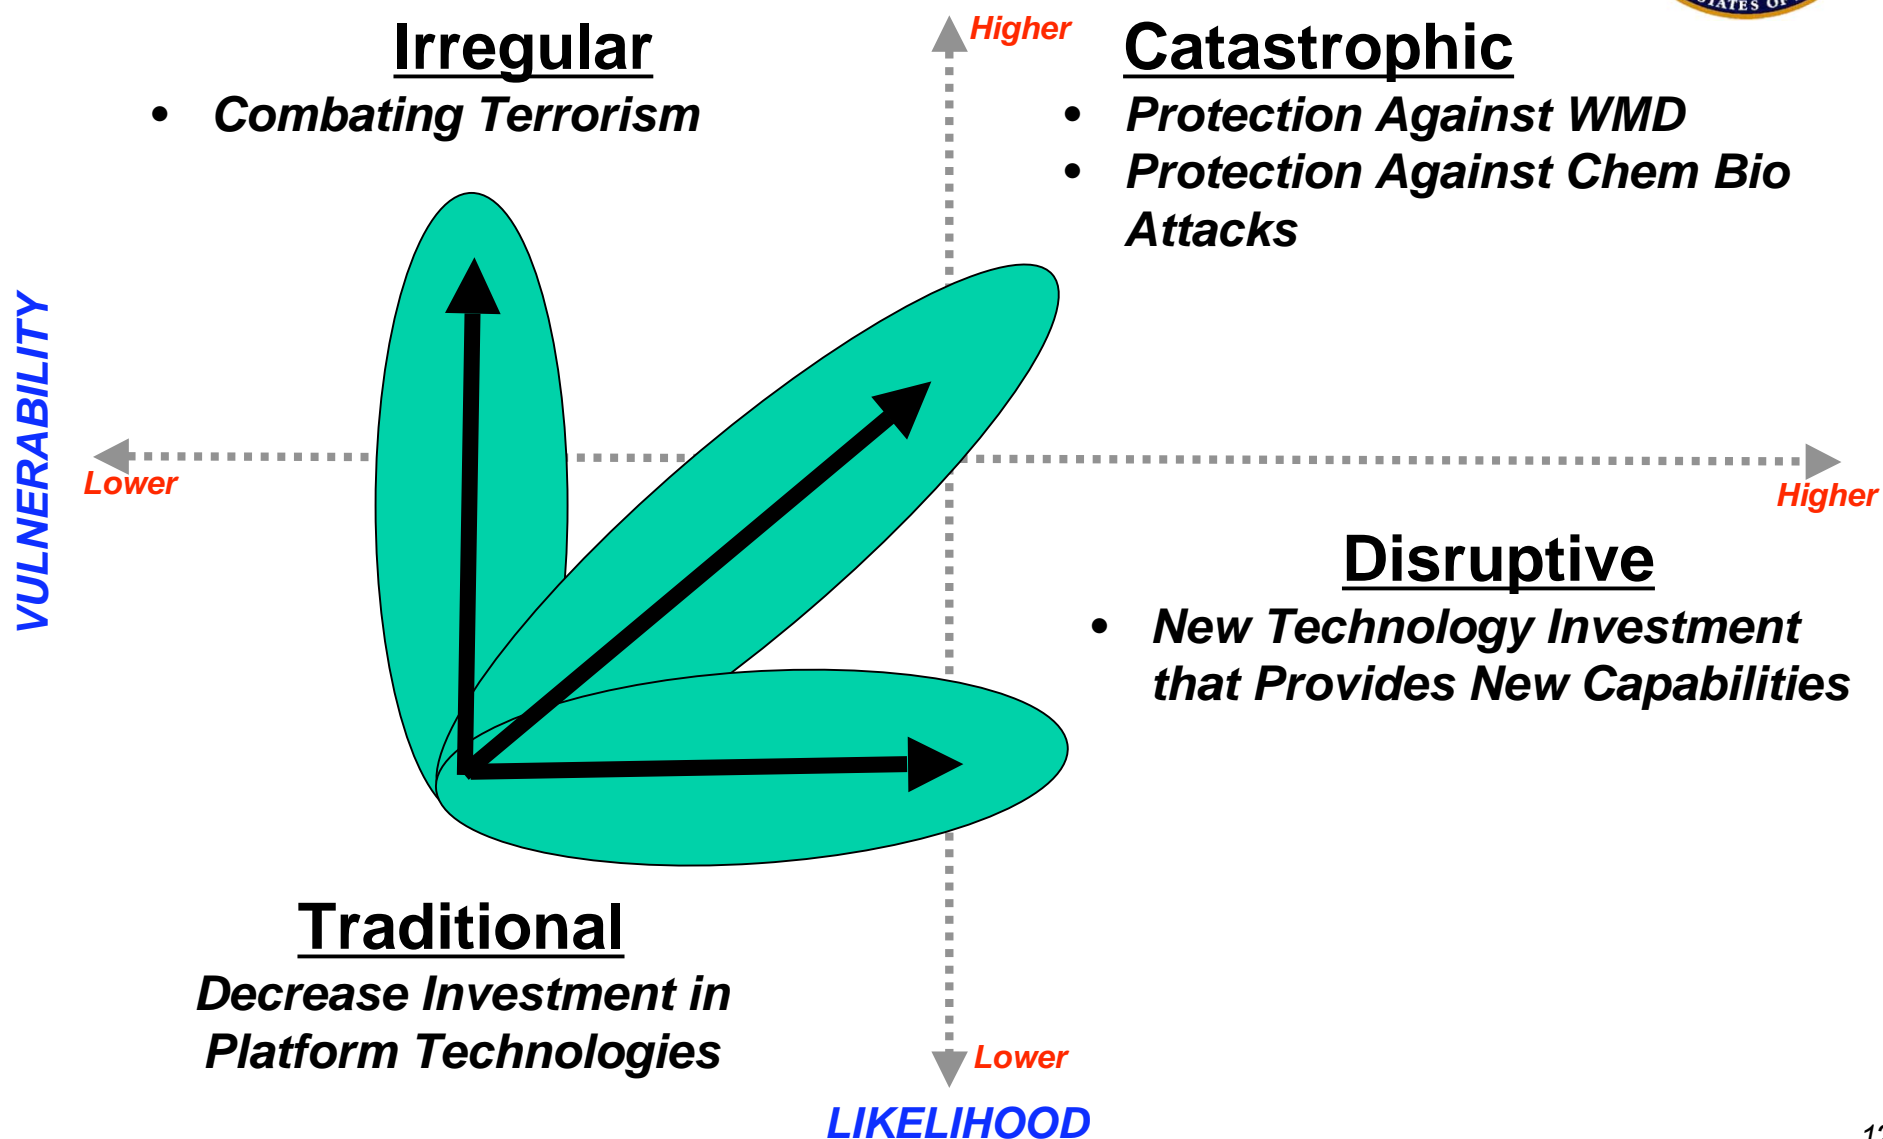 Irregular
• Combating Terrorism
Higher
Catastrophic
• Protection Against WMD
• Protection Against Chem Bio
Attacks
VULNERABILITY
Lower
Higher
Disruptive
• New Technology Investment
that Provides New Capabilities
Traditional
Decrease Investment in
Platform Technologies
Lower
LIKELIHOOD